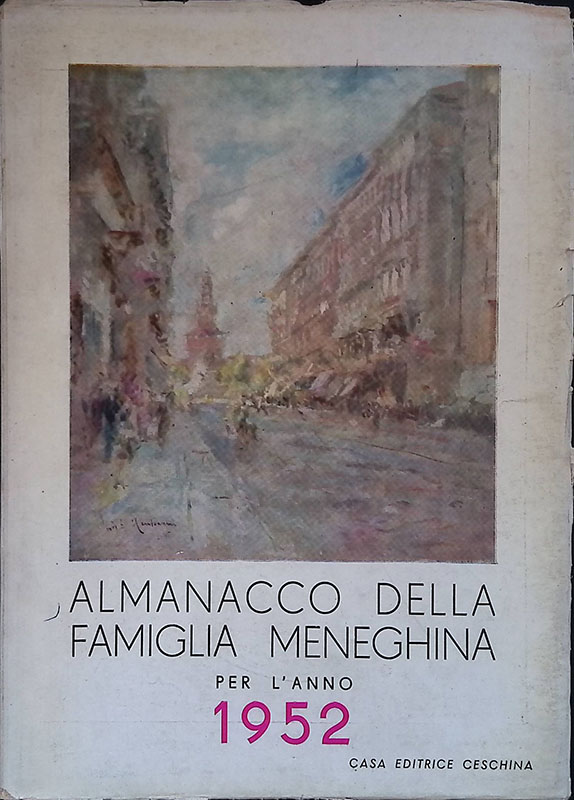 ALMANACCO DELLA
FAMIGLIA MENEGHINA
PER L'ANNO
1952
CASA EDITRICE CESCHINA